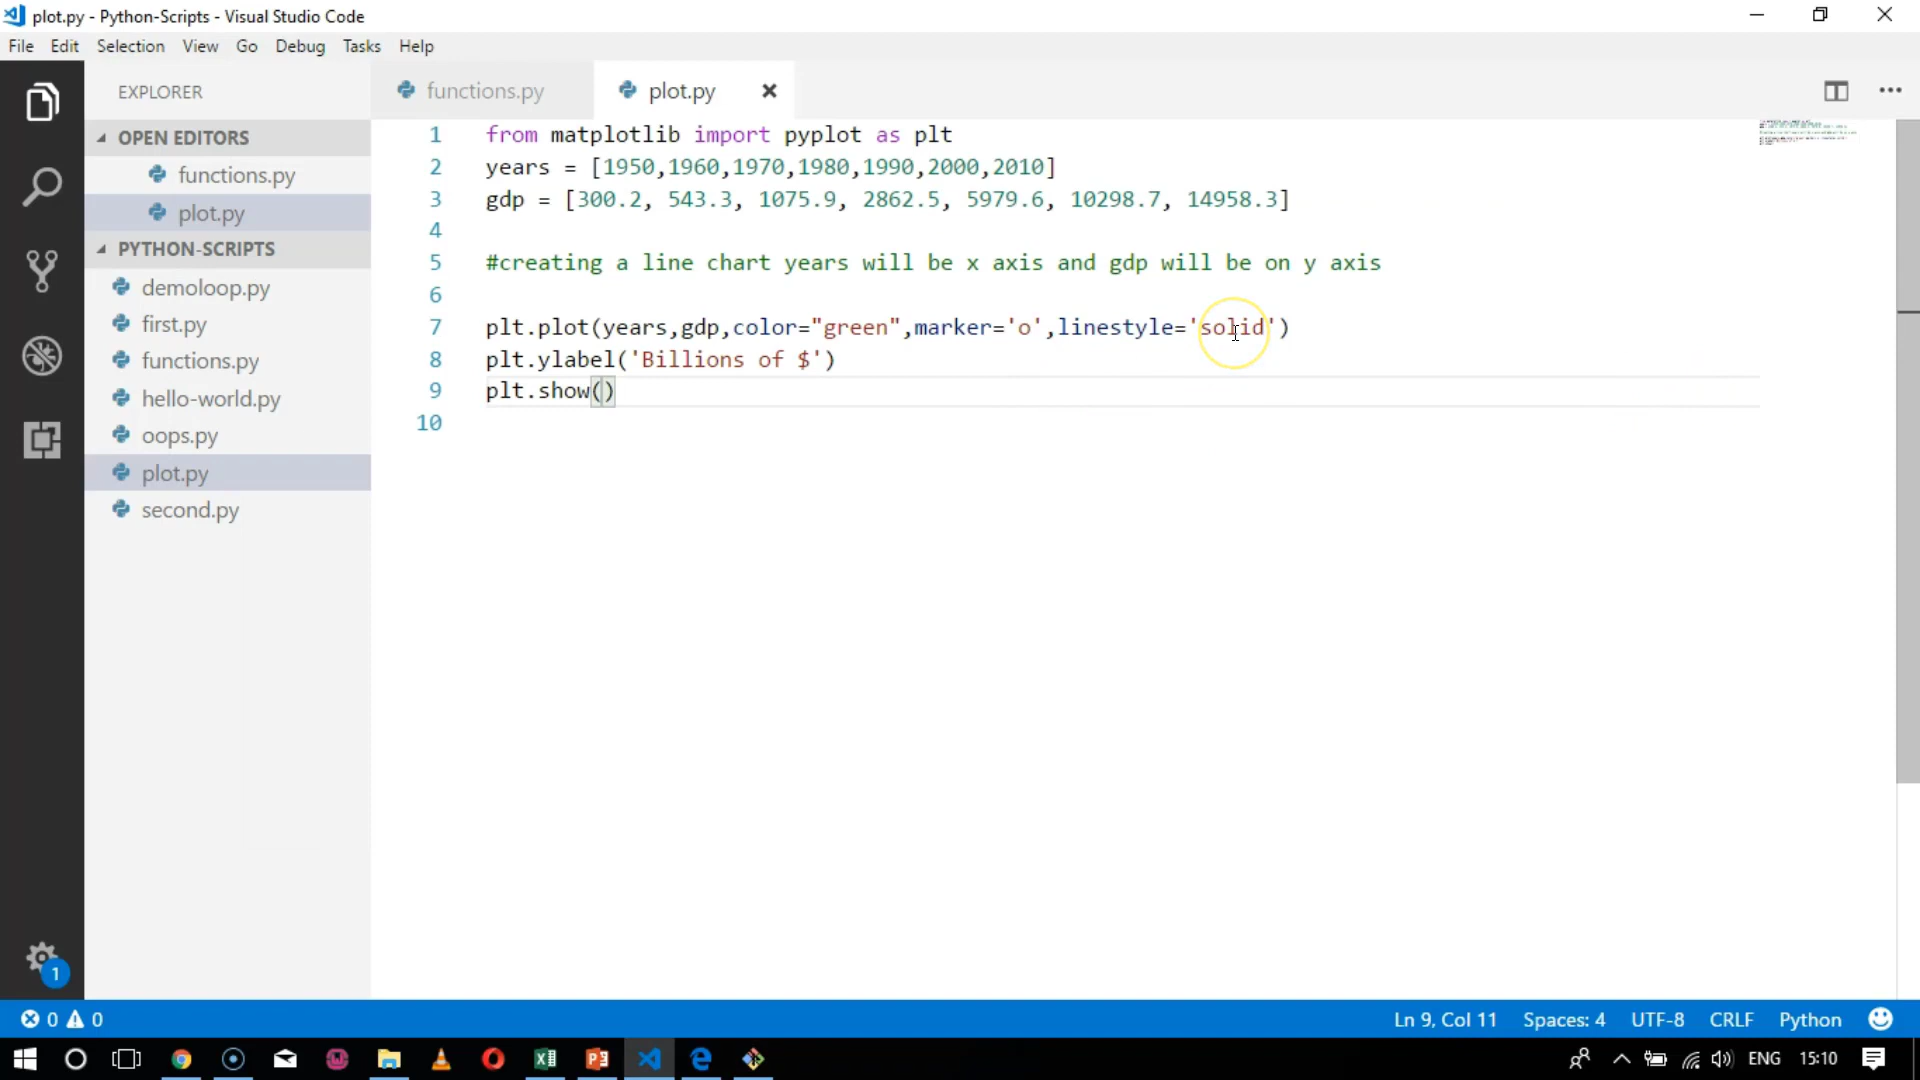 plot.py - Python-Scripts - Visual Studio Code
File Edit Selection View Go Debug Tasks Help
EXPLORER
functions.py
plot.py
OPEN EDITORS
functions.py
plot.py
PYTHON-SCRIPTS
demoloop.py
first.py
functions.py
hello-world.py
oops.py
plot.py
second.py
1 from matplotlib import pyplot as plt
2 years = [1950,1960,1970,1980,1990,2000,2010]
3 gdp = [300.2, 543.3, 1075.9, 2862.5, 5979.6, 10298.7, 14958.3]
4
5 #creating a line chart years will be x axis and gdp will be on y axis
6
7 plt.plot(years,gdp,color="green",marker='o',linestyle='solid')
8 plt.ylabel('Billions of $')
9 plt.show()
10
1
0 0 Ln 9, Col 11 Spaces: 4 UTF-8 CRLF Python
ENG 15:10